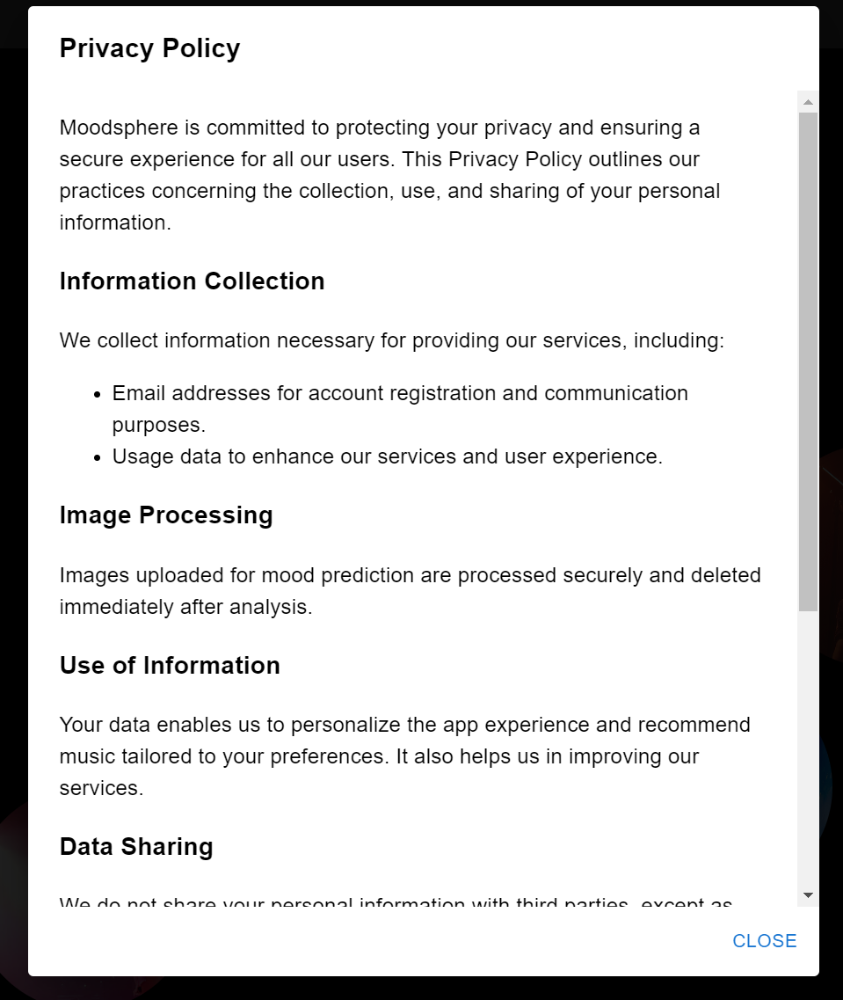 Privacy Policy
Moodsphere is committed to protecting your privacy and ensuring a
secure experience for all our users. This Privacy Policy outlines our
practices concerning the collection, use, and sharing of your personal
information.
Information Collection
We collect information necessary for providing our services, including:
• Email addresses for account registration and communication
purposes.
• Usage data to enhance our services and user experience.
Image Processing
Images uploaded for mood prediction are processed securely and deleted
immediately after analysis.
Use of Information
Your data enables us to personalize the app experience and recommend
music tailored to your preferences. It also helps us in improving our
services.
Data Sharing
We do not share your personal information with third parties, except as
CLOSE